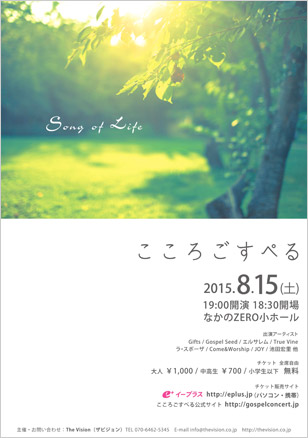 Song of Life
こころごすぺる
2015.8.15(土)
19:00開演 18:30開場
なかのZERO小ホール
出演アーティスト
Gifts / Gospel Seed / エルサレム / True Vine
ラ・スポーザ / Come&Worship / JOY / 池田宏里 他
チケット 全席自由
大人 ¥1,000 / 中高生 ¥700 / 小学生以下 無料
チケット販売サイト
e+ イープラス http://eplus.jp (パソコン・携帯)
こころごすぺる公式サイト http://gospelconcert.jp
主催・お問い合わせ：The Vision（ザビジョン） TEL.070-6462-5345 E-mail info@thevision.co.jp http://thevision.co.jp